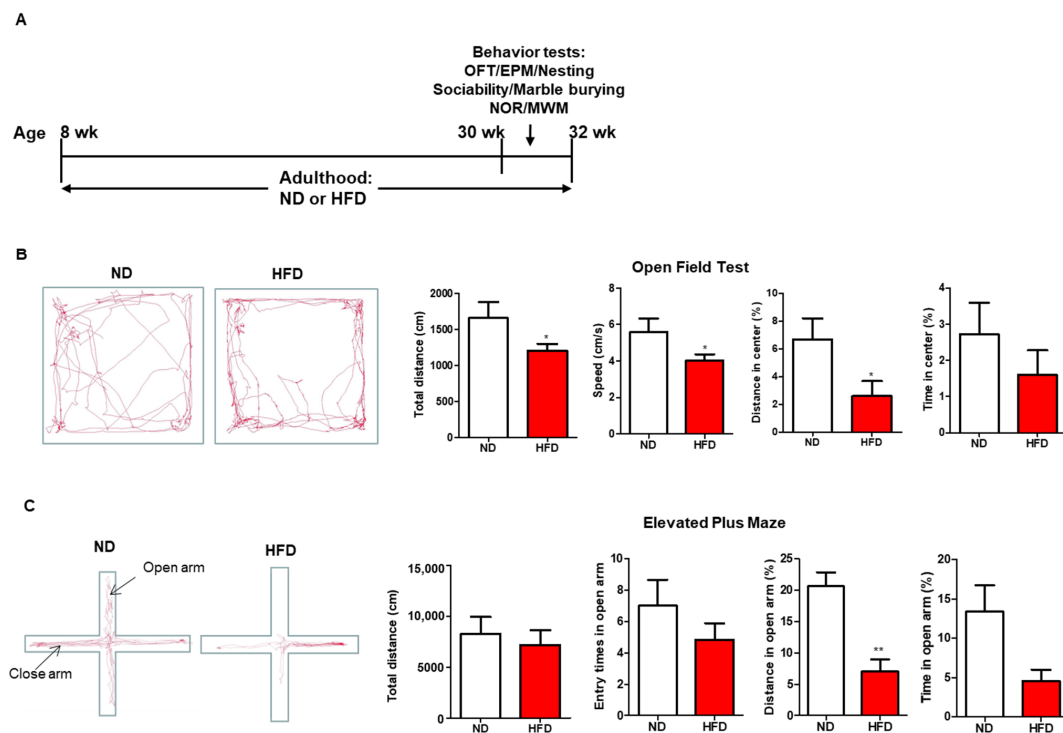 A
Behavior tests:
OFT/EPM/Nesting
Sociability/Marble burying
NOR/MWM
Age 8 wk 30 wk 32 wk
Adulthood:
ND or HFD
B
ND HFD
Open Field Test
Total distance (cm)
2000
1500
1000
500
0
*
ND HFD
Speed (cm/s)
8
6
4
2
0
*
ND HFD
Distance in center (%)
10
8
6
4
2
0
*
ND HFD
Time in center (%)
4
3
2
1
0
ND HFD
C
ND HFD
Open arm
Close arm
Elevated Plus Maze
Total distance (cm)
15,000
10,000
5000
0
ND HFD
Entry times in open arm
10
8
6
4
2
0
ND HFD
Distance in open arm (%)
25
20
15
10
5
0
**
ND HFD
Time in open arm (%)
20
15
10
5
0
ND HFD